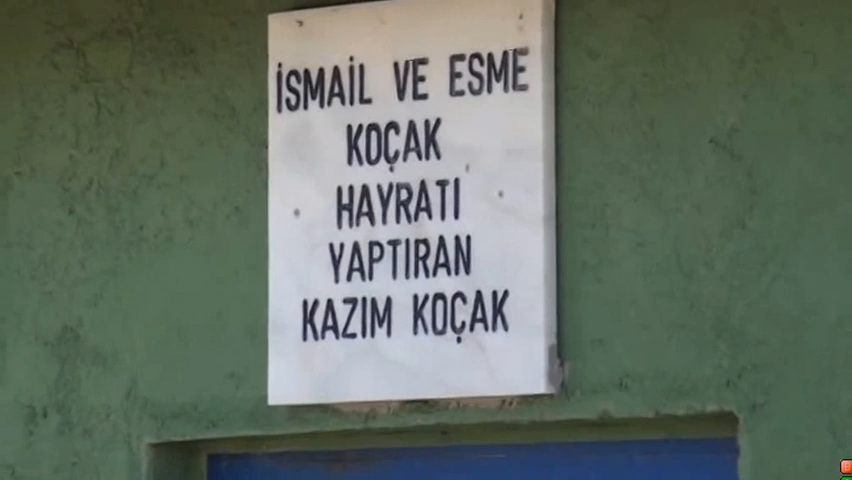 İSMAİL VE ESME
KOÇAK
HAYRATI
YAPTIRAN
KAZIM KOÇAK